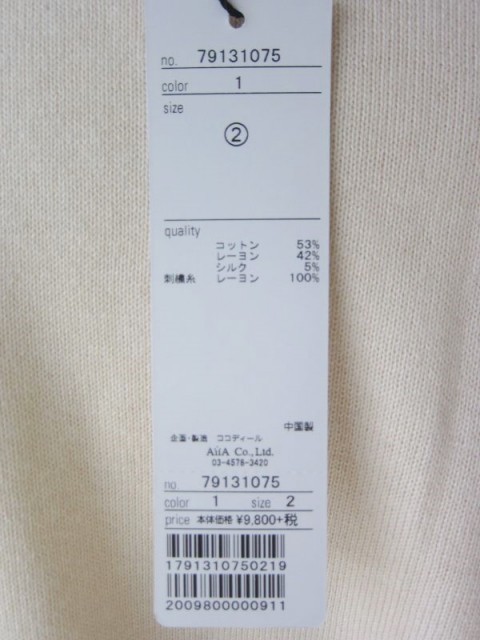 no. 79131075
color 1
size
②
quality
コットン 53%
レーヨン 42%
シルク 5%
刺繍糸 レーヨン 100%
中国製
企画・製造 ココディール
AiiA Co.,Ltd.
03-4578-3420
no. 79131075
color 1 size 2
price 本体価格 ¥9,800+税
1791310750219
2009800000911